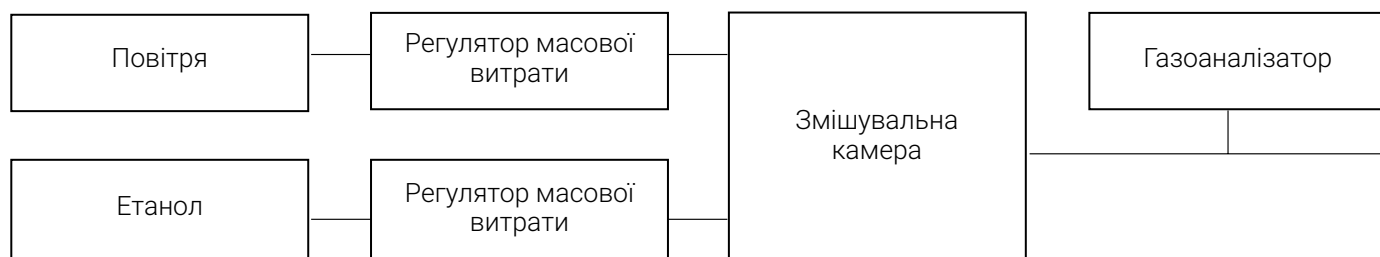 Повітря
Регулятор масової
витрати
Змішувальна
камера
Газоаналізатор
Етанол
Регулятор масової
витрати